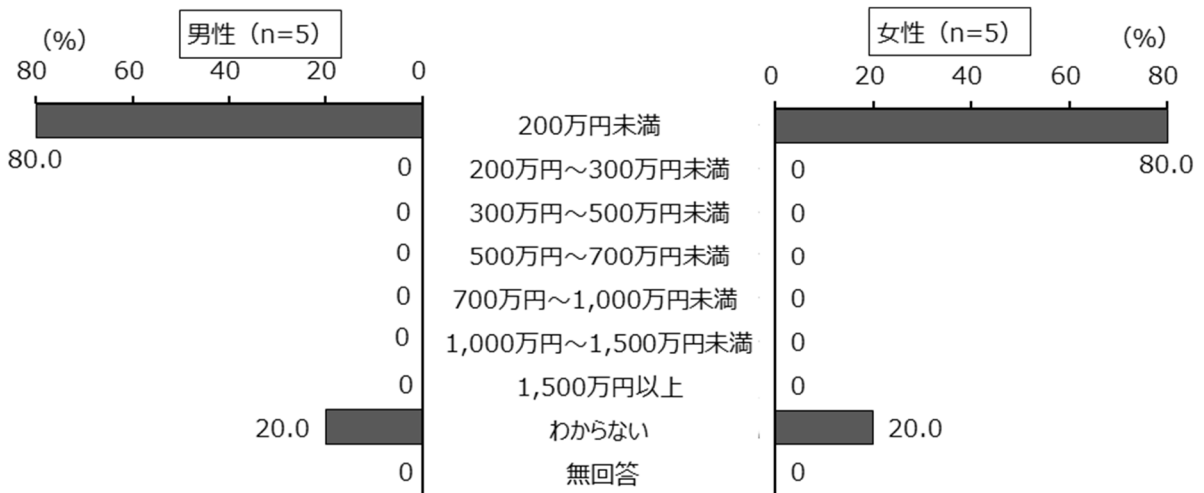 男性（n=5） 女性（n=5）
（%） （%）
80 60 40 20 0 0 20 40 60 80
200万円未満
80.0 80.0
0 200万円～300万円未満 0
0 300万円～500万円未満 0
0 500万円～700万円未満 0
0 700万円～1,000万円未満 0
0 1,000万円～1,500万円未満 0
0 1,500万円以上 0
20.0 わからない 20.0
0 無回答 0